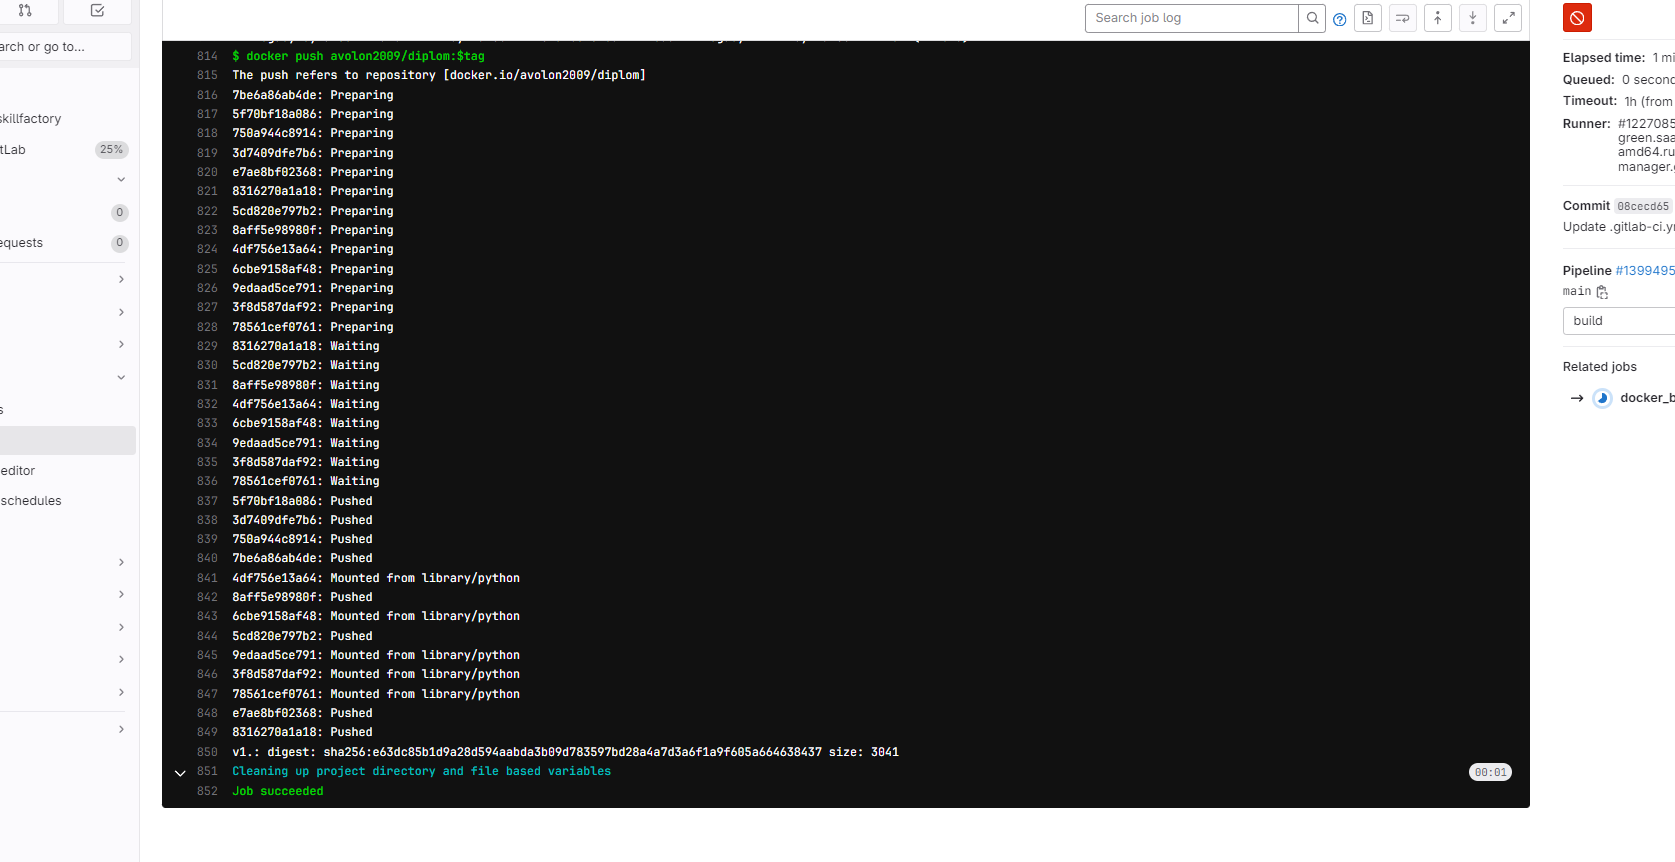 Search job log
arch or go to...
skillfactory
tLab
25%
0
equests
0
s
editor
schedules
814 $ docker push avolon2009/diplom:$tag
815 The push refers to repository [docker.io/avolon2009/diplom]
816 7be6a86ab4de: Preparing
817 5f70bf18a086: Preparing
818 750a944c8914: Preparing
819 3d7409dfe7b6: Preparing
820 e7ae8bf02368: Preparing
821 8316270a1a18: Preparing
822 5cd820e797b2: Preparing
823 8aff5e98980f: Preparing
824 4df756e13a64: Preparing
825 6cbe9158af48: Preparing
826 9edaad5ce791: Preparing
827 3f8d587daf92: Preparing
828 78561cef0761: Preparing
829 8316270a1a18: Waiting
830 5cd820e797b2: Waiting
831 8aff5e98980f: Waiting
832 4df756e13a64: Waiting
833 6cbe9158af48: Waiting
834 9edaad5ce791: Waiting
835 3f8d587daf92: Waiting
836 78561cef0761: Waiting
837 5f70bf18a086: Pushed
838 3d7409dfe7b6: Pushed
839 750a944c8914: Pushed
840 7be6a86ab4de: Pushed
841 4df756e13a64: Mounted from library/python
842 8aff5e98980f: Pushed
843 6cbe9158af48: Mounted from library/python
844 5cd820e797b2: Pushed
845 9edaad5ce791: Mounted from library/python
846 3f8d587daf92: Mounted from library/python
847 78561cef0761: Mounted from library/python
848 e7ae8bf02368: Pushed
849 8316270a1a18: Pushed
850 v1.: digest: sha256:e63dc85b1d9a28d594aabda3b09d783597bd28a4a7d3a6f1a9f605a664638437 size: 3041
851 Cleaning up project directory and file based variables 00:01
852 Job succeeded
Elapsed time: 1 mi
Queued: 0 second
Timeout: 1h (from
Runner: #1227085
green.saa
amd64.ru
manager.g
Commit 08cecd65
Update .gitlab-ci.y
Pipeline #1399495
main
build
Related jobs
→ docker_b